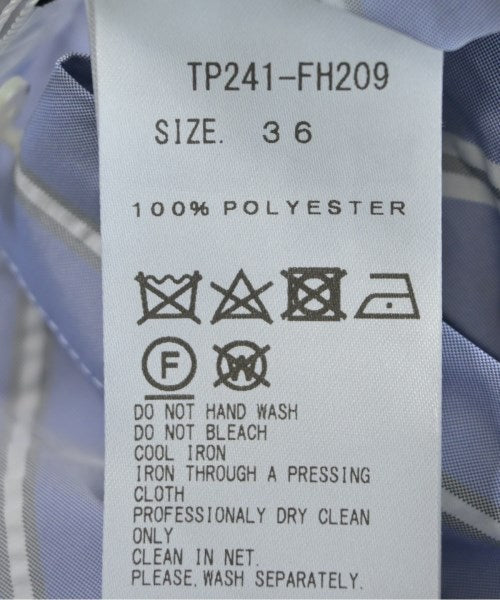 TP241-FH209
SIZE. 36
100% POLYESTER
F W
DO NOT HAND WASH
DO NOT BLEACH
COOL IRON
IRON THROUGH A PRESSING
CLOTH
PROFESSIONALY DRY CLEAN
ONLY
CLEAN IN NET.
PLEASE, WASH SEPARATELY.